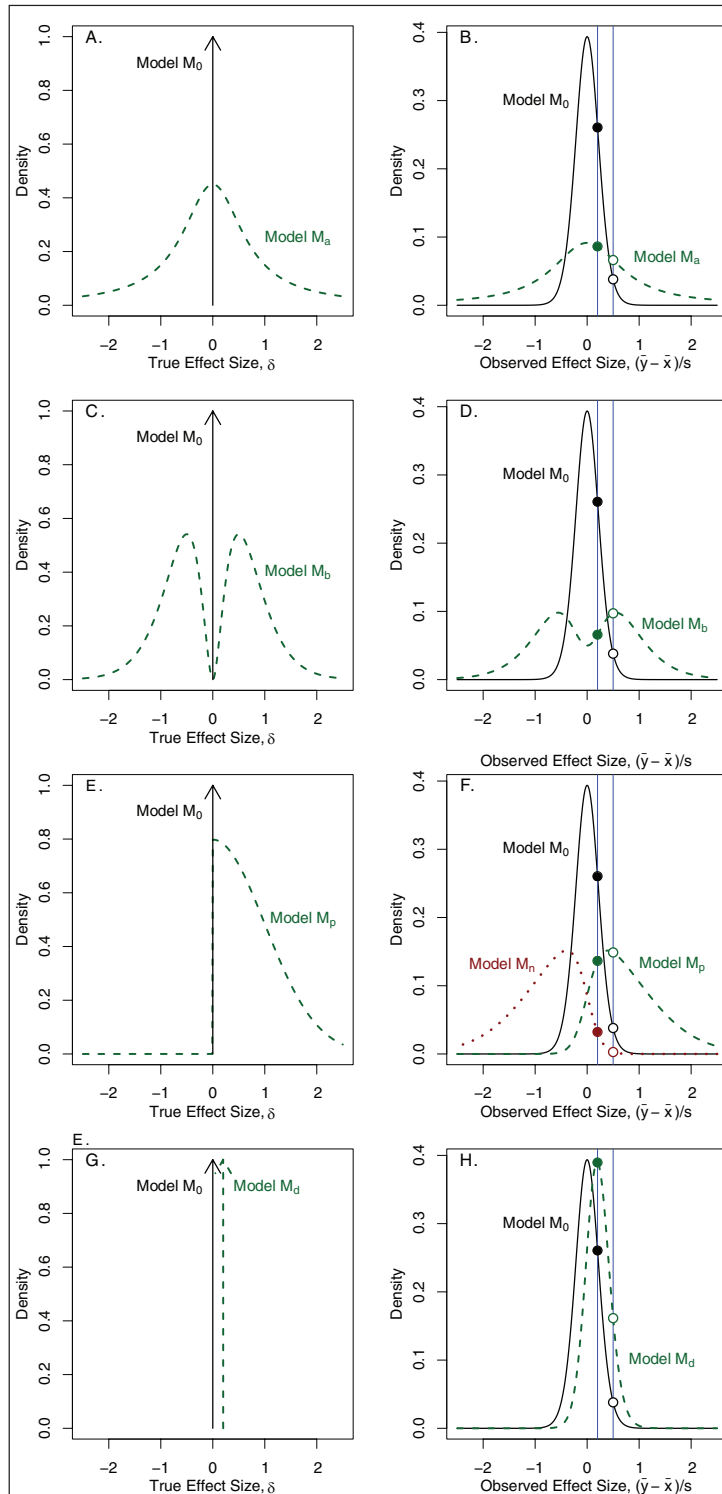 A.
Model M0
Model Ma
Density
0.0 0.2 0.4 0.6 0.8 1.0
−2 −1 0 1 2
True Effect Size, δ
B.
Model M0
Model Ma
Density
0.0 0.1 0.2 0.3 0.4
−2 −1 0 1 2
Observed Effect Size, (ȳ − x̄)/s
C.
Model M0
Model Mb
Density
0.0 0.2 0.4 0.6 0.8 1.0
−2 −1 0 1 2
True Effect Size, δ
D.
Model M0
Model Mb
Density
0.0 0.1 0.2 0.3 0.4
−2 −1 0 1 2
Observed Effect Size, (ȳ − x̄)/s
E.
Model M0
Model Mp
Density
0.0 0.2 0.4 0.6 0.8 1.0
−2 −1 0 1 2
True Effect Size, δ
F.
Model M0
Model Mn
Model Mp
Density
0.0 0.1 0.2 0.3 0.4
−2 −1 0 1 2
Observed Effect Size, (ȳ − x̄)/s
E.
G.
Model M0
Model Md
Density
0.0 0.2 0.4 0.6 0.8 1.0
−2 −1 0 1 2
True Effect Size, δ
H.
Model M0
Model Md
Density
0.0 0.1 0.2 0.3 0.4
−2 −1 0 1 2
Observed Effect Size, (ȳ − x̄)/s